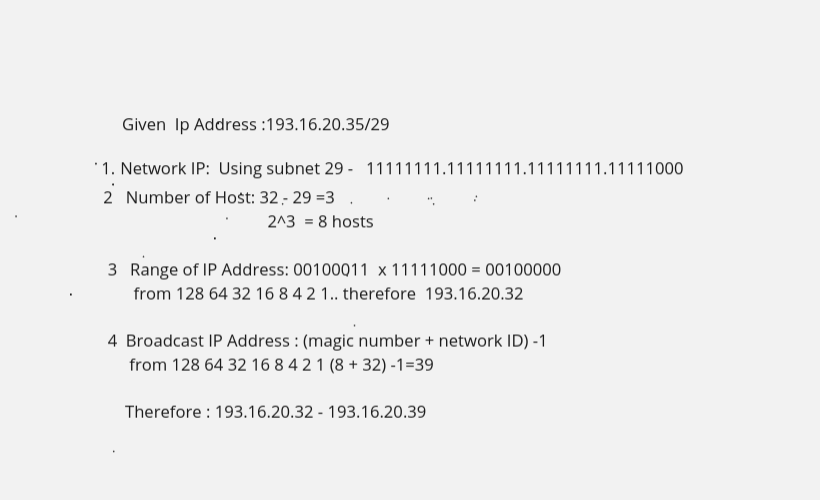 Given Ip Address :193.16.20.35/29
1. Network IP: Using subnet 29 - 11111111.11111111.11111111.11111000
2 Number of Host: 32 - 29 =3
2^3 = 8 hosts
3 Range of IP Address: 00100011 x 11111000 = 00100000
from 128 64 32 16 8 4 2 1.. therefore 193.16.20.32
4 Broadcast IP Address : (magic number + network ID) -1
from 128 64 32 16 8 4 2 1 (8 + 32) -1=39
Therefore : 193.16.20.32 - 193.16.20.39